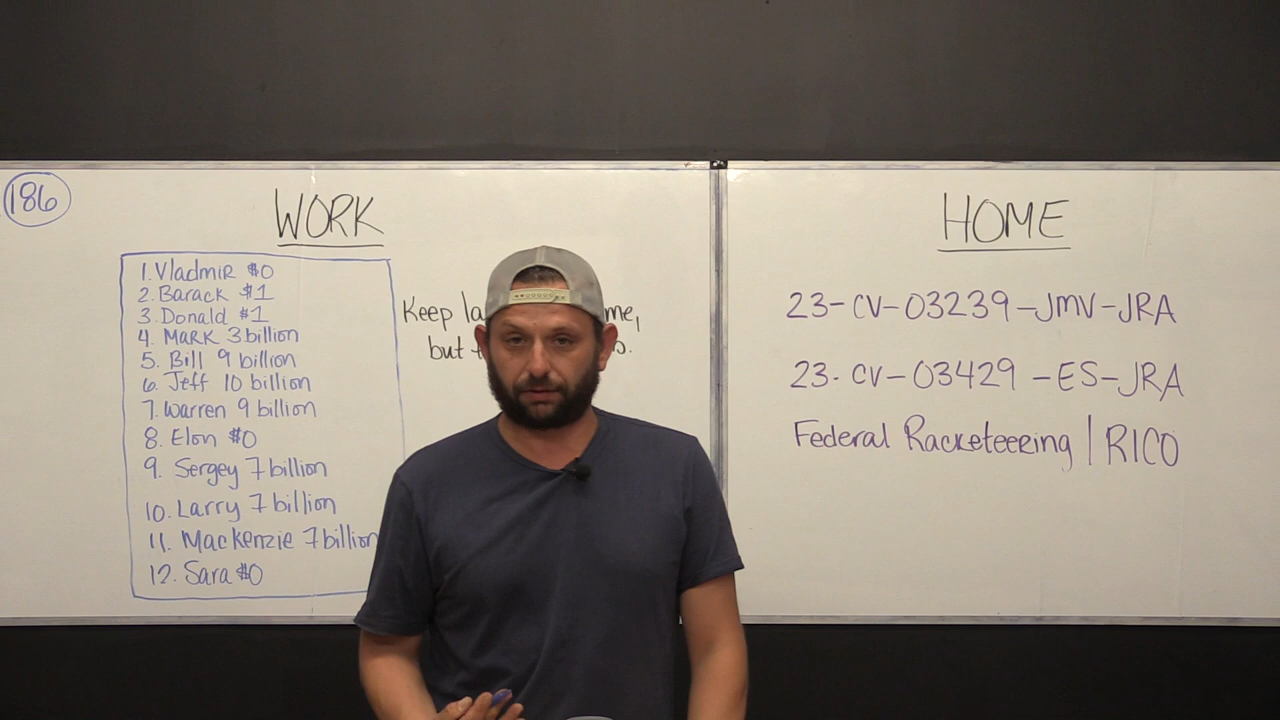 186
WORK
1. Vladmir $0
2. Barack $1
3. Donald $1
4. Mark 3 billion
5. Bill 9 billion
6. Jeff 10 billion
7. Warren 9 billion
8. Elon $0
9. Sergey 7 billion
10. Larry 7 billion
11. Mackenzie 7 billion
12. Sara $0
Keep
but
HOME
23-CV-03239-JMV-JRA
23-CV-03429-ES-JRA
Federal Racketeering | RICO